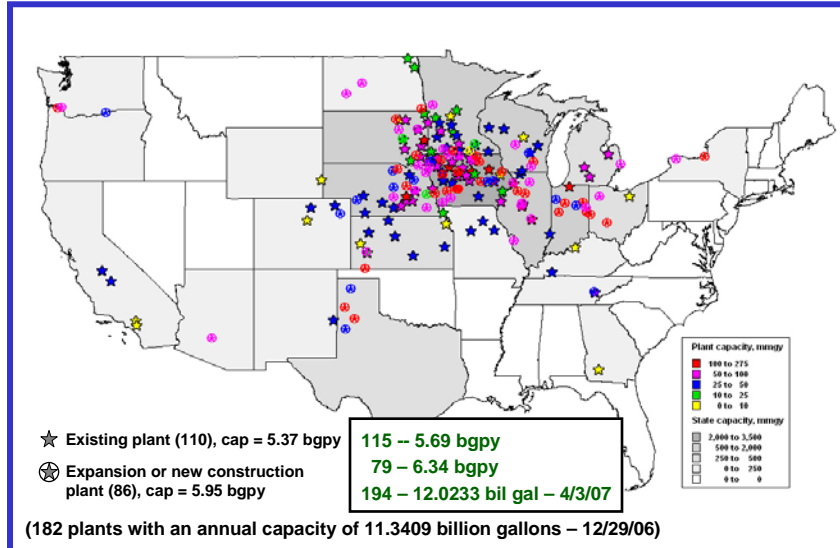 Plant capacity, mmgy
100 to 275
50 to 100
25 to 50
10 to 25
0 to 10
State capacity, mmgy
2,000 to 3,500
500 to 2,000
250 to 500
0 to 250
0 to 0
Existing plant (110), cap = 5.37 bgpy
Expansion or new construction
plant (86), cap = 5.95 bgpy
115 -- 5.69 bgpy
79 – 6.34 bgpy
194 – 12.0233 bil gal – 4/3/07
(182 plants with an annual capacity of 11.3409 billion gallons – 12/29/06)